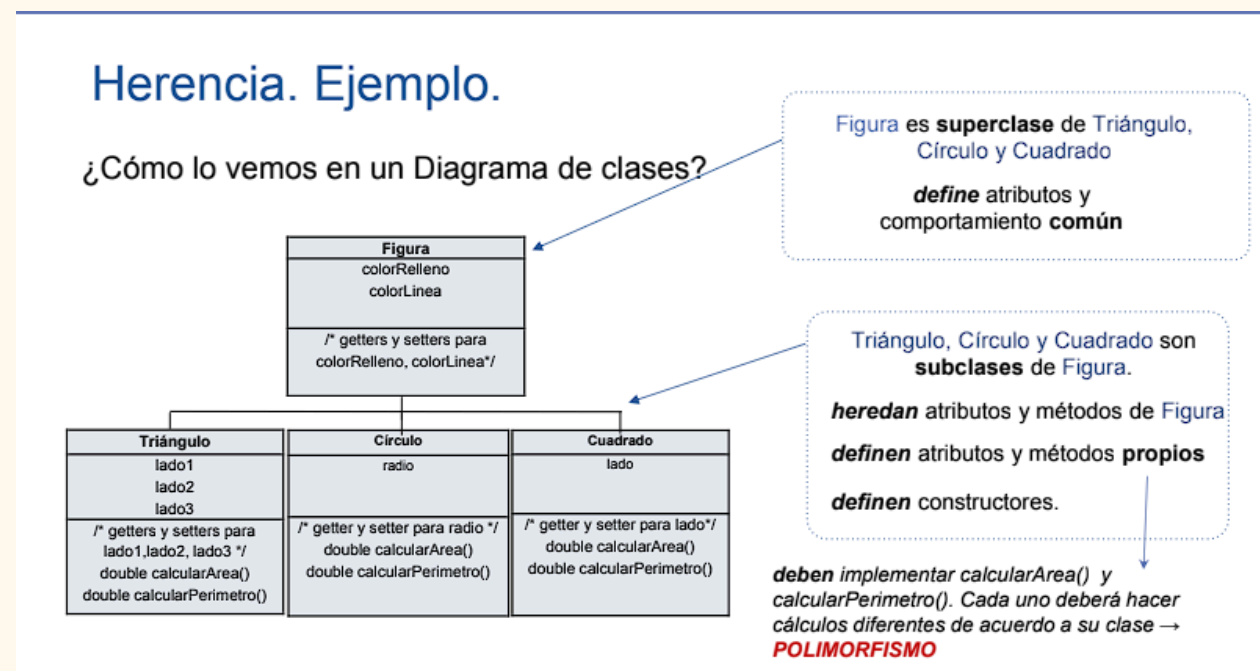 Herencia. Ejemplo.
¿Cómo lo vemos en un Diagrama de clases?
Figura es superclase de Triángulo,
Círculo y Cuadrado
define atributos y
comportamiento común
Figura
colorRelleno
colorLinea
/* getters y setters para
colorRelleno, colorLinea*/
Triángulo, Círculo y Cuadrado son
subclases de Figura.
heredan atributos y métodos de Figura
definen atributos y métodos propios
definen constructores.
Triángulo
lado1
lado2
lado3
/* getters y setters para
lado1,lado2, lado3 */
double calcularArea()
double calcularPerimetro()
Círculo
radio
/* getter y setter para radio */
double calcularArea()
double calcularPerimetro()
Cuadrado
lado
/* getter y setter para lado*/
double calcularArea()
double calcularPerimetro()
deben implementar calcularArea() y
calcularPerimetro(). Cada uno deberá hacer
cálculos diferentes de acuerdo a su clase →
POLIMORFISMO